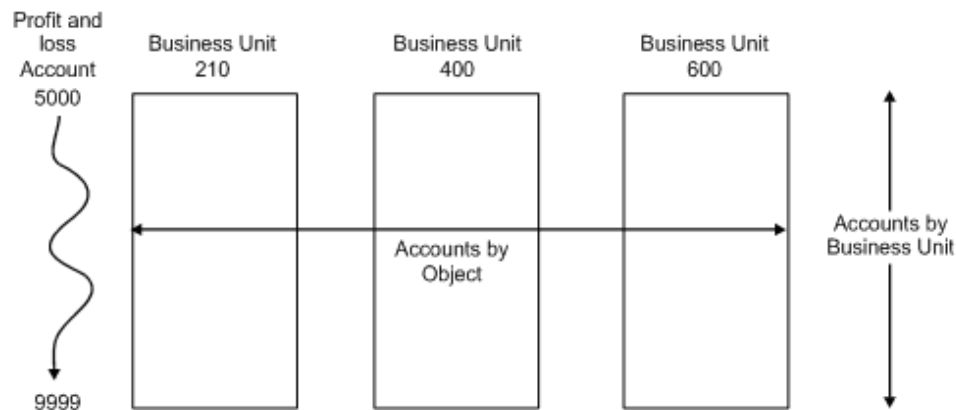 Profit and
loss
Account
5000
Business Unit
210
Business Unit
400
Business Unit
600
Accounts by
Object
Accounts by
Business Unit
9999